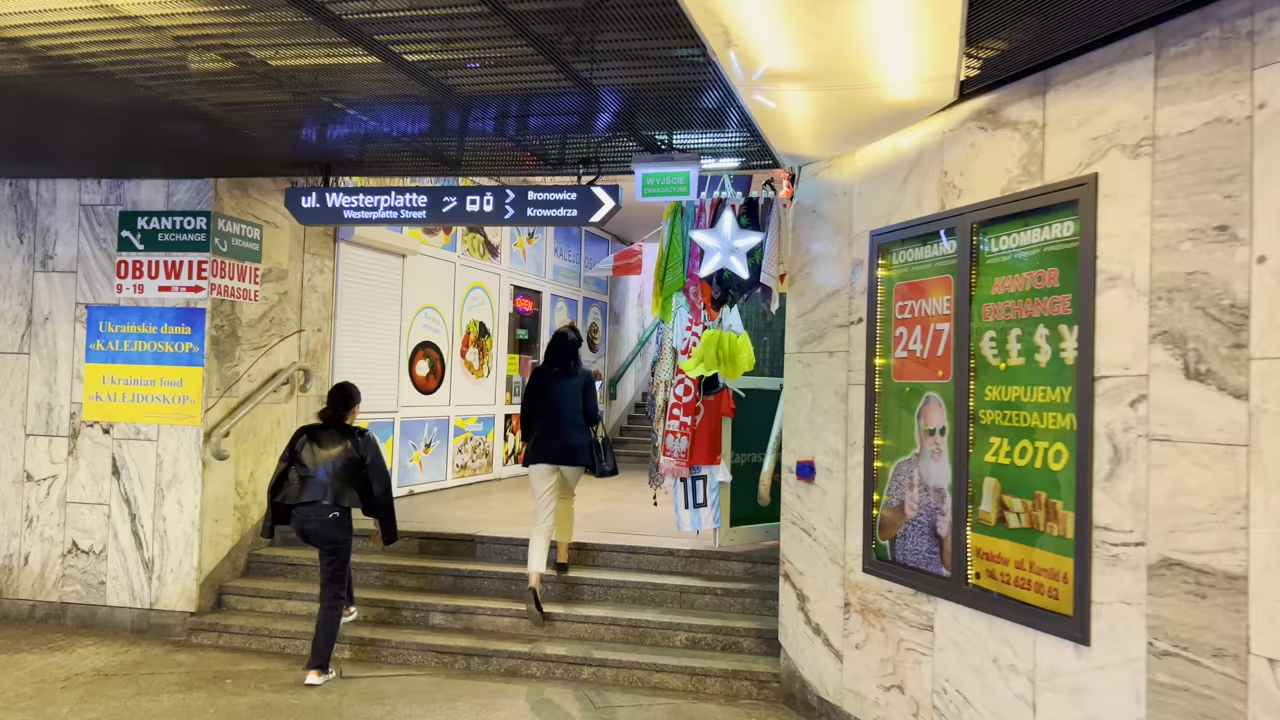 KANTOR
EXCHANGE
OBUWIE
9 - 19
20 m
KANTOR
EXCHANGE
OBUWIE
PARASOLE
Ukraińskie dania
«KALEJDOSKOP»
Ukrainian food
«KALEJDOSKOP»
ul. Westerplatte
Westerplatte Street
Bronowice
Krowodrza
WYJŚCIE
EWAKUACYJNE
OPEN
10
LOOMBARD
CZYNNE
24/7
LOOMBARD
KANTOR
EXCHANGE
€ £ $ ¥
SKUPUJEMY
SPRZEDAJEMY
ZŁOTO
Kraków ul. Kurniki 6
tel. 12 625 00 62